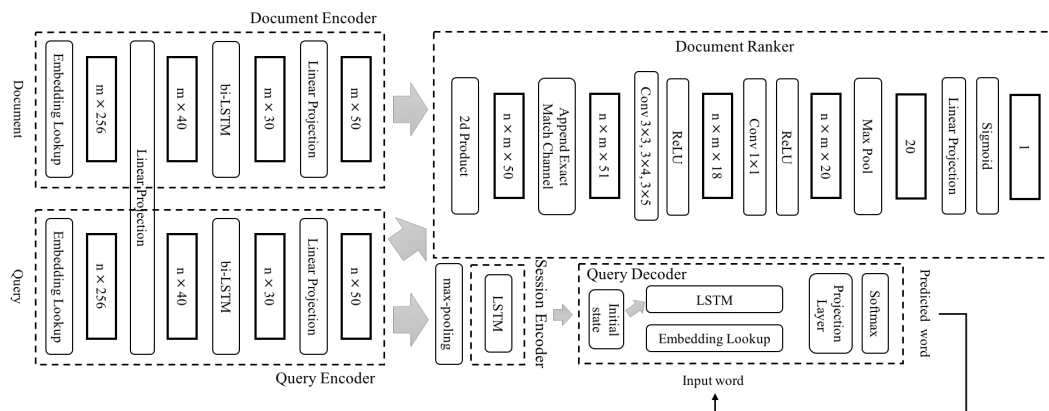 Document Encoder
Document
Embedding Lookup
m × 256
Linear Projection
m × 40
bi-LSTM
m × 30
Linear Projection
m × 50
Document Ranker
2d Product
n × m × 50
Append Exact
Match Channel
n × m × 51
Conv 3×3, 3×4, 3×5
ReLU
n × m × 18
Conv 1×1
ReLU
n × m × 20
Max Pool
20
Linear Projection
Sigmoid
1
Query
Embedding Lookup
n × 256
n × 40
bi-LSTM
n × 30
Linear Projection
n × 50
Query Encoder
max-pooling
LSTM
Session Encoder
Query Decoder
Initial
state
LSTM
Embedding Lookup
Projection
Layer
Softmax
Predicted word
Input word